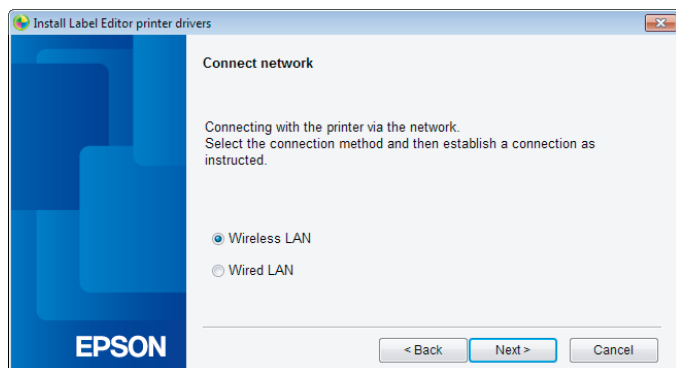 Install Label Editor printer drivers
Connect network
Connecting with the printer via the network.
Select the connection method and then establish a connection as
instructed.
Wireless LAN
Wired LAN
EPSON
< Back
Next >
Cancel